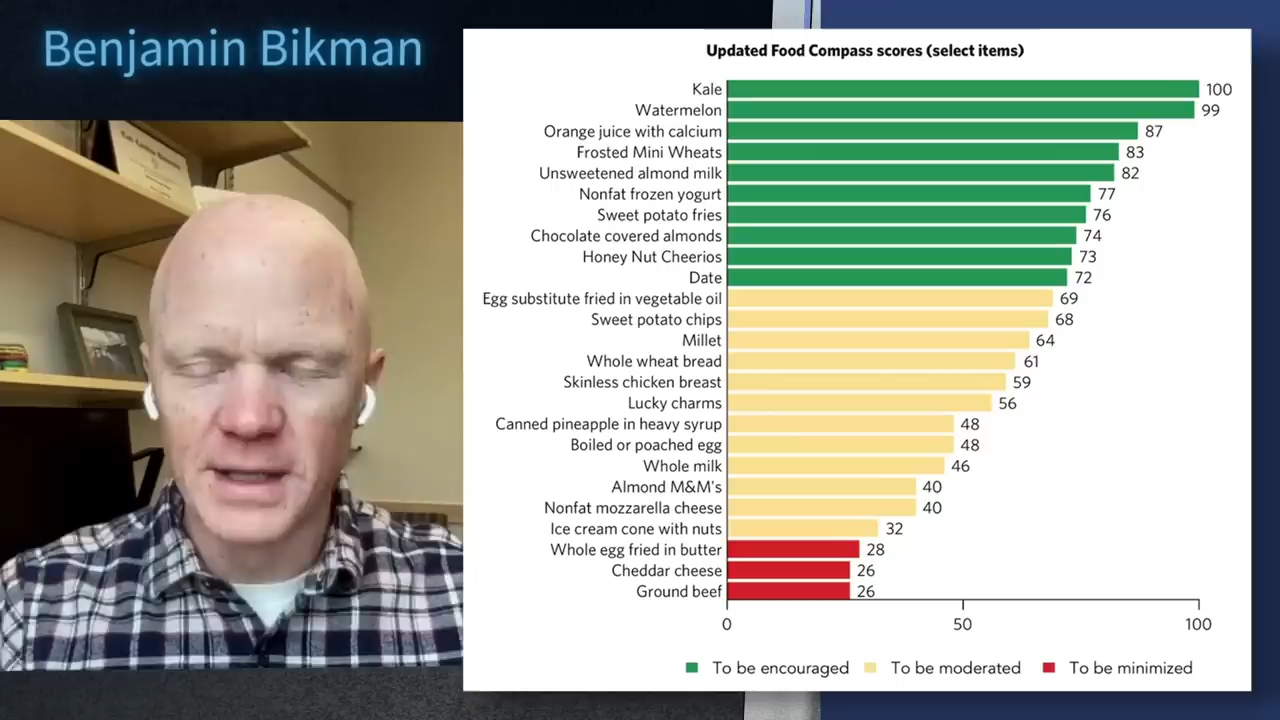 Benjamin Bikman
Updated Food Compass scores (select items)
Kale 100
Watermelon 99
Orange juice with calcium 87
Frosted Mini Wheats 83
Unsweetened almond milk 82
Nonfat frozen yogurt 77
Sweet potato fries 76
Chocolate covered almonds 74
Honey Nut Cheerios 73
Date 72
Egg substitute fried in vegetable oil 69
Sweet potato chips 68
Millet 64
Whole wheat bread 61
Skinless chicken breast 59
Lucky charms 56
Canned pineapple in heavy syrup 48
Boiled or poached egg 48
Whole milk 46
Almond M&M's 40
Nonfat mozzarella cheese 40
Ice cream cone with nuts 32
Whole egg fried in butter 28
Cheddar cheese 26
Ground beef 26
0 50 100
To be encouraged To be moderated To be minimized